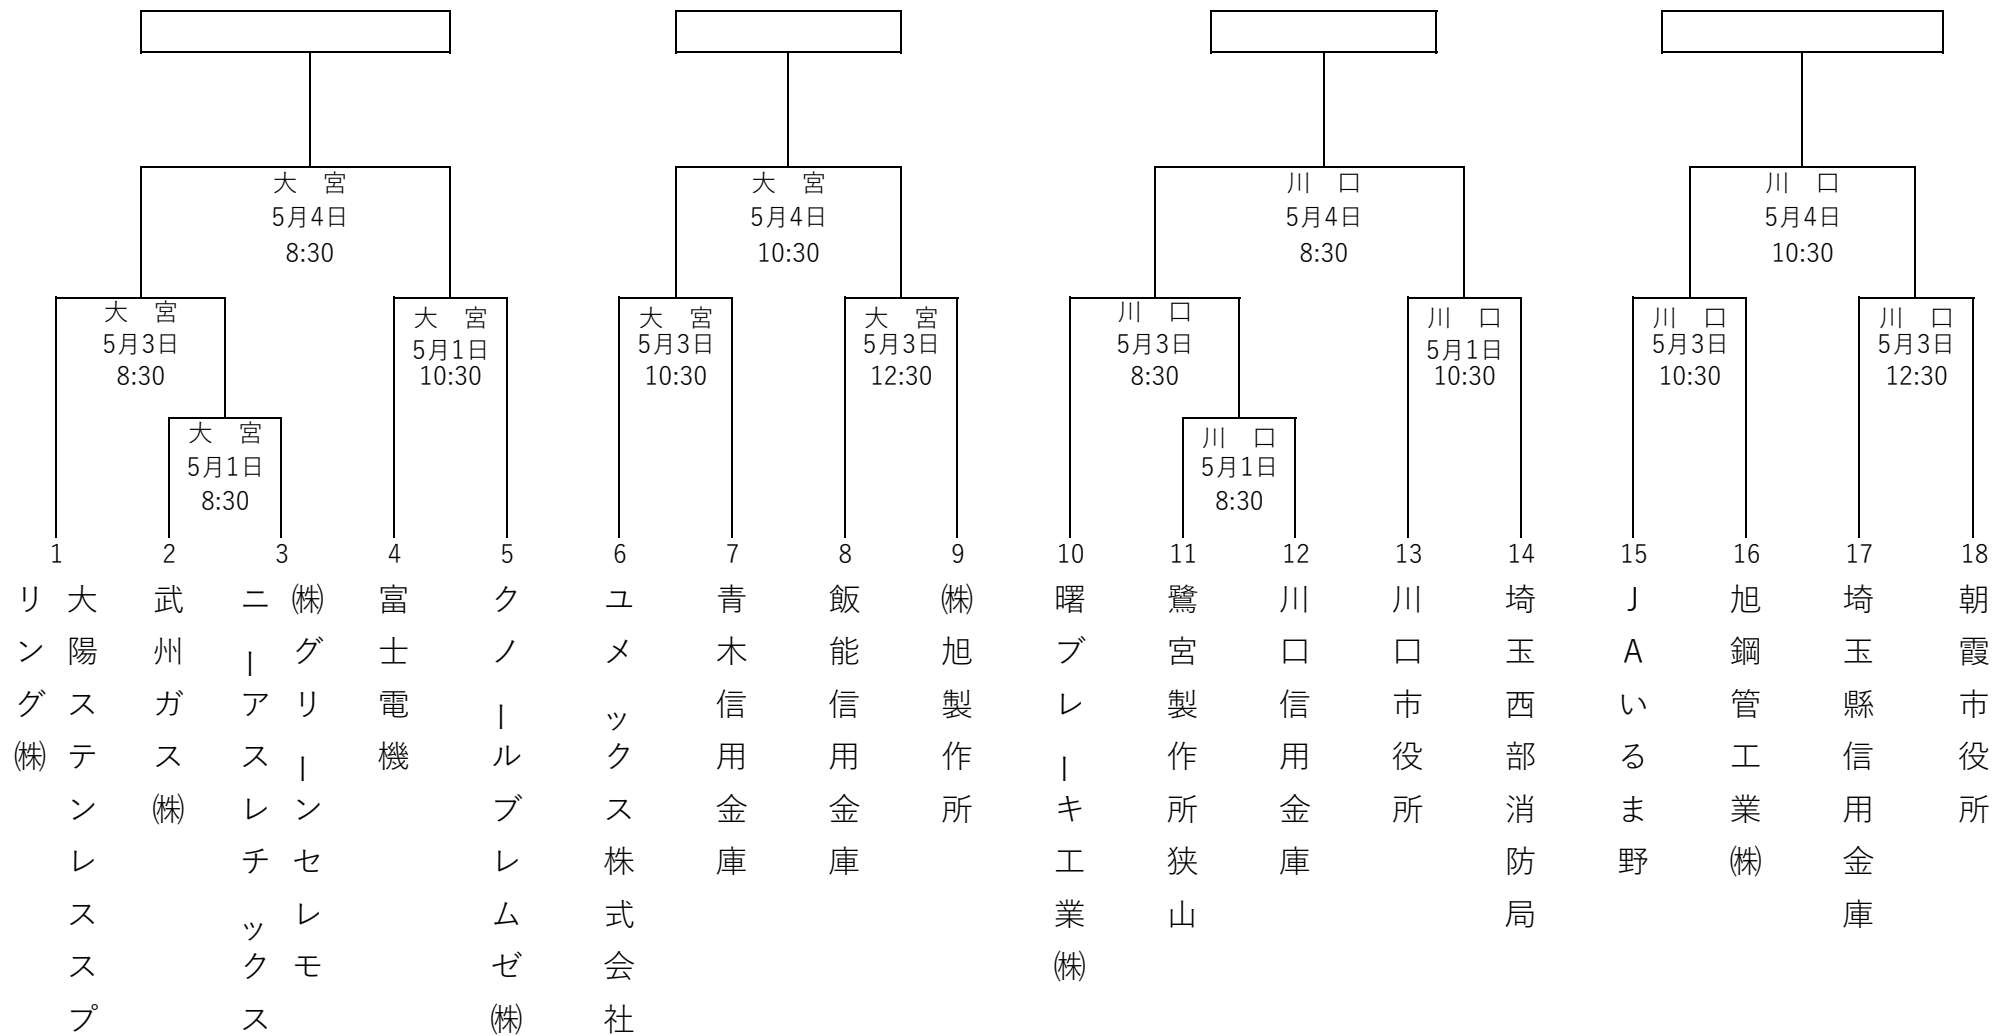 大　宮
5月4日
8:30
大　宮
5月4日
10:30
川　口
5月4日
8:30
川　口
5月4日
10:30
大　宮
5月3日
8:30
大　宮
5月1日
10:30
大　宮
5月3日
10:30
大　宮
5月3日
12:30
川　口
5月3日
8:30
川　口
5月1日
10:30
川　口
5月3日
10:30
川　口
5月3日
12:30
大　宮
5月1日
8:30
川　口
5月1日
8:30
1
大陽ステンレススプ
リング㈱
2
武州ガス㈱
3
㈱グリーンセレモ
ニーアスレチックス
4
富士電機
5
クノールブレムゼ㈱
6
ユメックス株式会社
7
青木信用金庫
8
飯能信用金庫
9
㈱旭製作所
10
曙ブレーキ工業㈱
11
鷺宮製作所狭山
12
川口信用金庫
13
川口市役所
14
埼玉西部消防局
15
JAいるま野
16
旭鋼管工業㈱
17
埼玉縣信用金庫
18
朝霞市役所